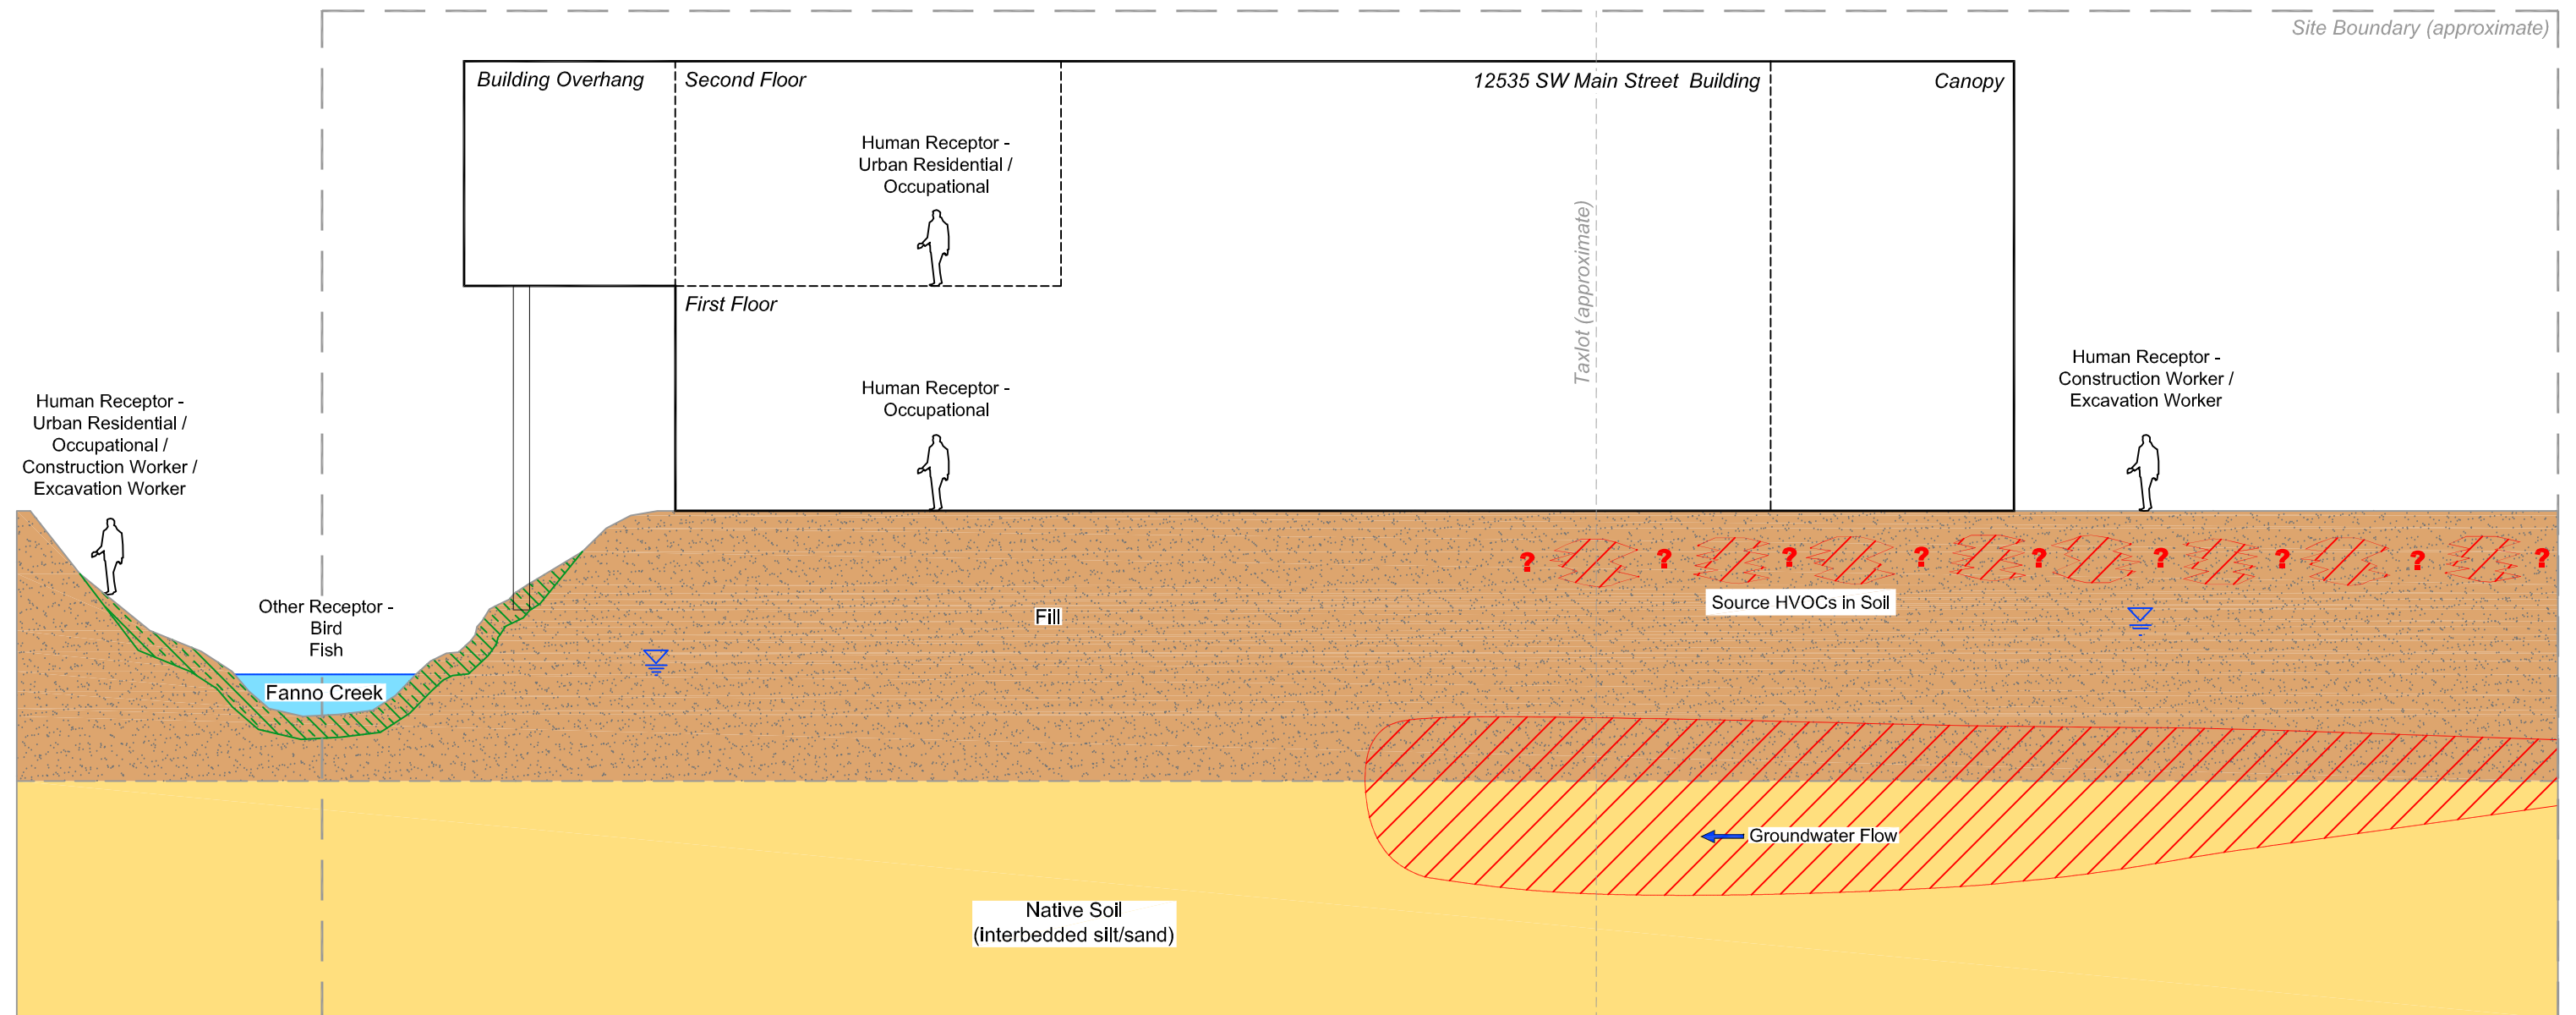 Site Boundary (approximate)
Building Overhang
Second Floor
12535 SW Main Street  Building
Canopy
Human Receptor -
Urban Residential /
Occupational
Taxlot (approximate)
First Floor
Human Receptor -
Occupational
Human Receptor -
Construction Worker /
Excavation Worker
Human Receptor -
Urban Residential /
Occupational /
Construction Worker /
Excavation Worker
? ? ? ? ? ? ? ? ?
Source HVOCs in Soil
Other Receptor -
Bird
Fish
Fill
Fanno Creek
Groundwater Flow
Native Soil
(interbedded silt/sand)